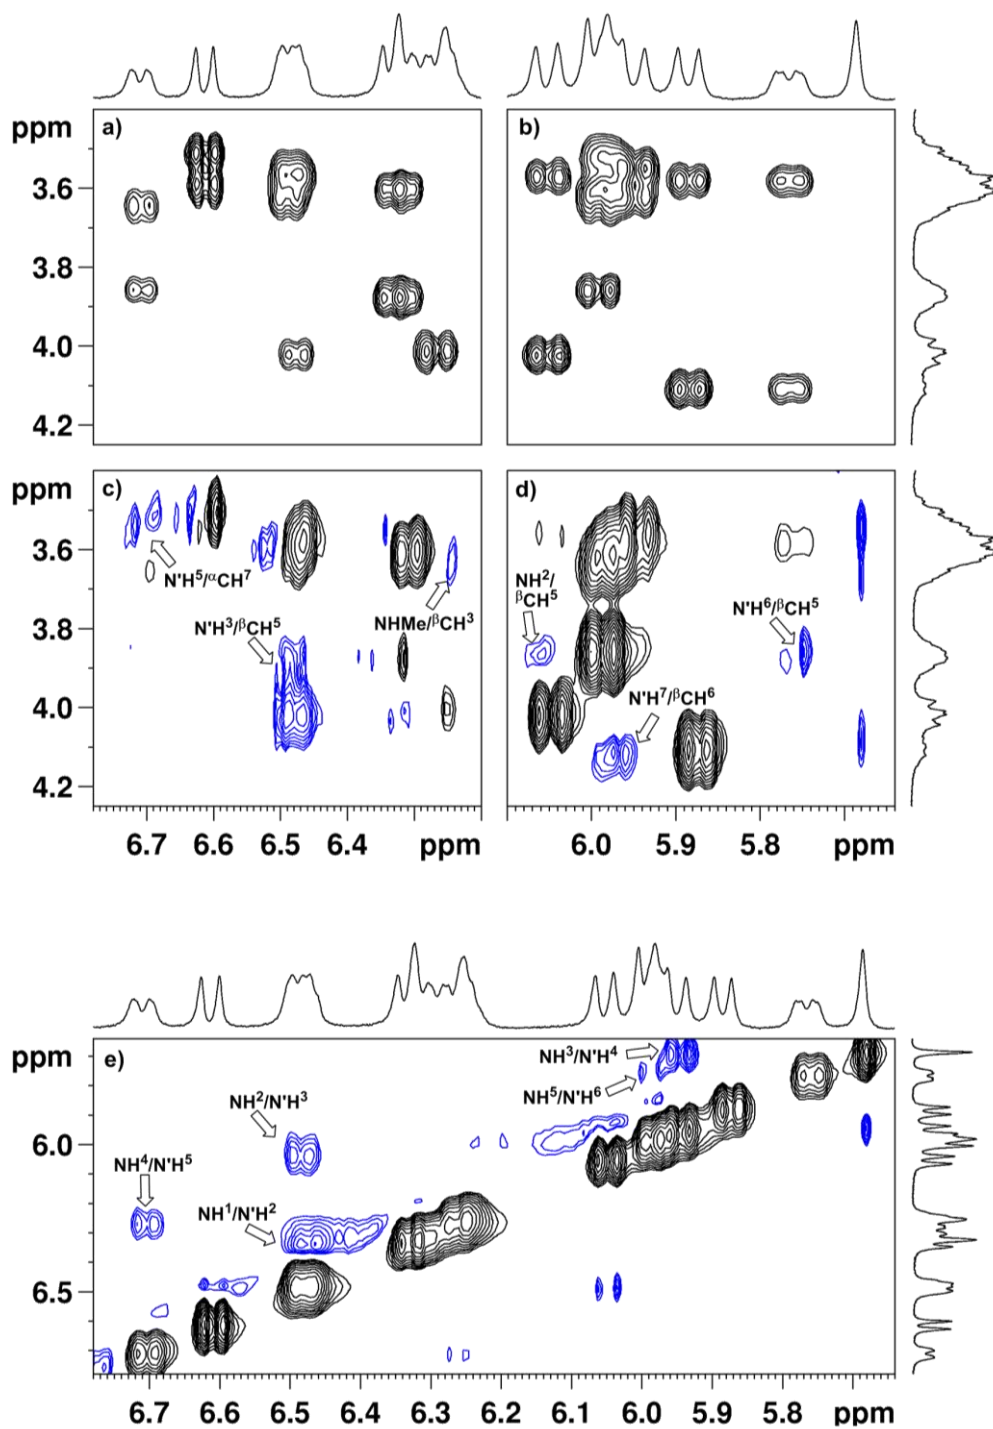 ppm
a)
b)
3.6
3.8
4.0
4.2
ppm
c)
d)
3.6
N'H⁵/αCH⁷
NH²/
βCH⁵
N'H⁶/βCH⁵
NHMe/βCH³
N'H³/βCH⁵
3.8
N'H⁷/βCH⁶
4.0
4.2
6.7 6.6 6.5 6.4 ppm
6.0 5.9 5.8 ppm
ppm
e)
NH³/N'H⁴
NH⁵/N'H⁶
NH²/N'H³
6.0
NH⁴/N'H⁵
NH¹/N'H²
6.5
6.7 6.6 6.5 6.4 6.3 6.2 6.1 6.0 5.9 5.8 ppm